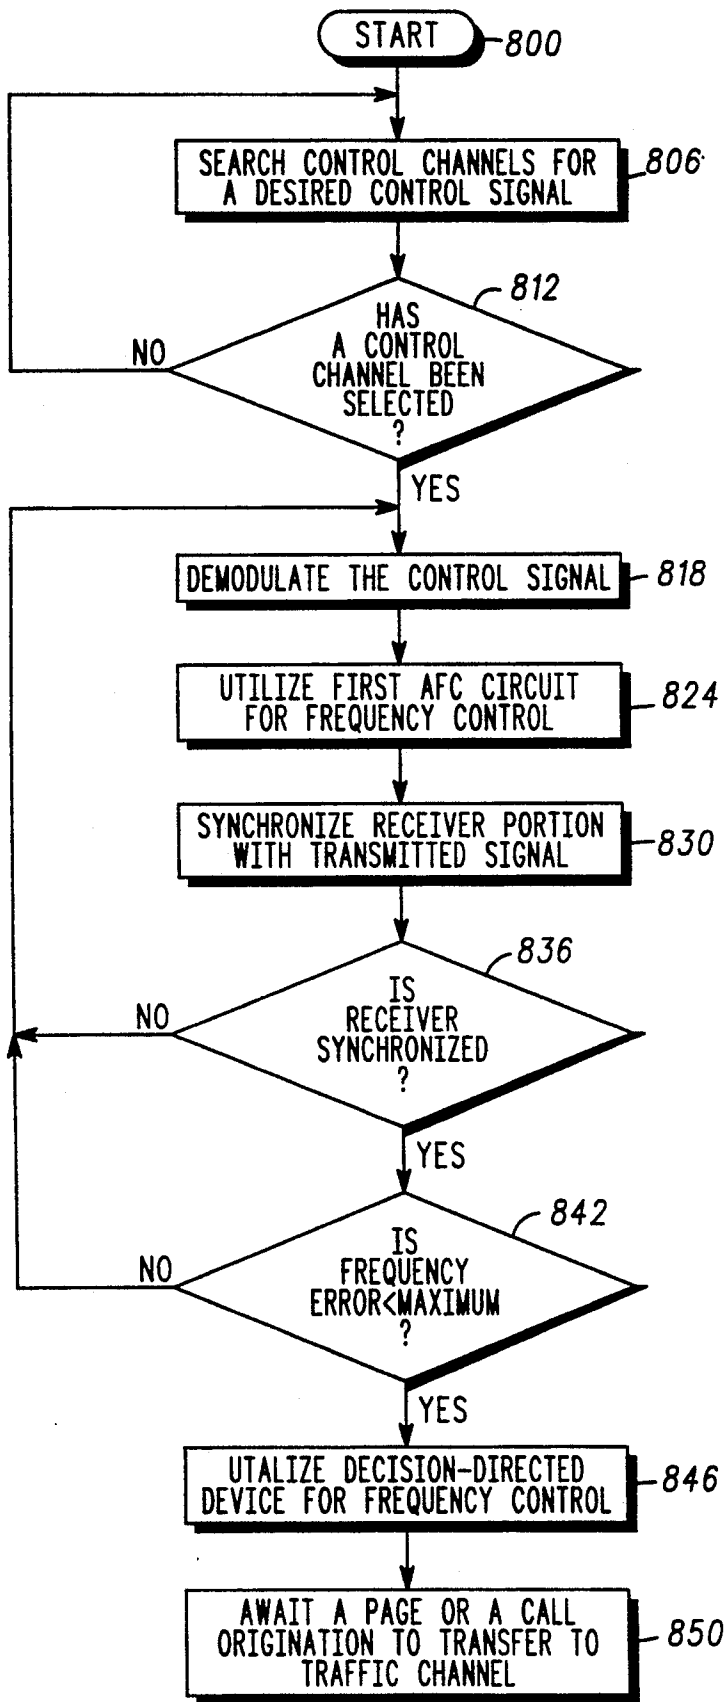 START
800
SEARCH CONTROL CHANNELS FOR
A DESIRED CONTROL SIGNAL
806
812
HAS
A CONTROL
CHANNEL BEEN
SELECTED
?
NO
YES
DEMODULATE THE CONTROL SIGNAL
818
UTILIZE FIRST AFC CIRCUIT
FOR FREQUENCY CONTROL
824
SYNCHRONIZE RECEIVER PORTION
WITH TRANSMITTED SIGNAL
830
836
IS
RECEIVER
SYNCHRONIZED
?
NO
YES
842
IS
FREQUENCY
ERROR<MAXIMUM
?
NO
YES
UTALIZE DECISION-DIRECTED
DEVICE FOR FREQUENCY CONTROL
846
AWAIT A PAGE OR A CALL
ORIGINATION TO TRANSFER TO
TRAFFIC CHANNEL
850